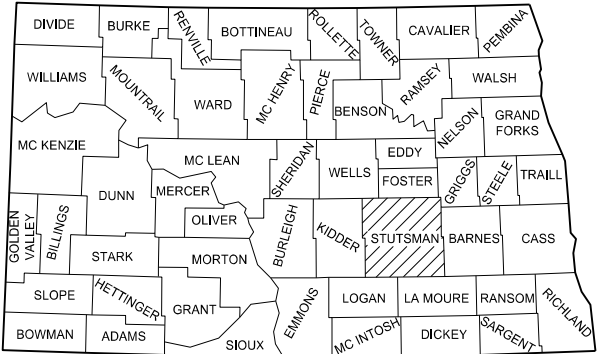 DIVIDE
BURKE
RENVILLE
BOTTINEAU
ROLLETTE
TOWNER
CAVALIER
PEMBINA
WILLIAMS
MOUNTRAIL
WARD
MC HENRY
PIERCE
BENSON
RAMSEY
WALSH
NELSON
GRAND
FORKS
MC KENZIE
MC LEAN
SHERIDAN
WELLS
EDDY
FOSTER
GRIGGS
STEELE
TRAILL
DUNN
MERCER
OLIVER
GOLDEN
VALLEY
BILLINGS
STARK
MORTON
BURLEIGH
KIDDER
STUTSMAN
BARNES
CASS
SLOPE
HETTINGER
GRANT
SIOUX
EMMONS
LOGAN
LA MOURE
RANSOM
RICHLAND
BOWMAN
ADAMS
MC INTOSH
DICKEY
SARGENT